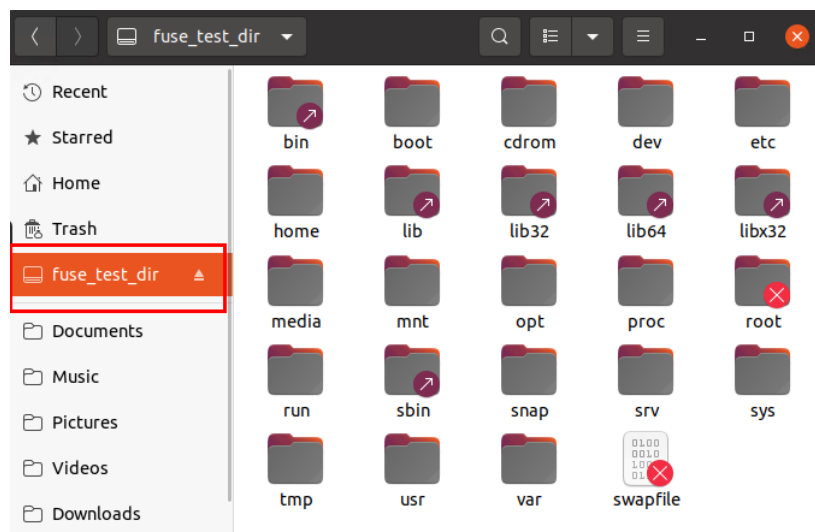 fuse_test_dir
Recent
Starred
Home
Trash
fuse_test_dir
Documents
Music
Pictures
Videos
Downloads
bin boot cdrom dev etc
home lib lib32 lib64 libx32
media mnt opt proc root
run sbin snap srv sys
tmp usr var swapfile